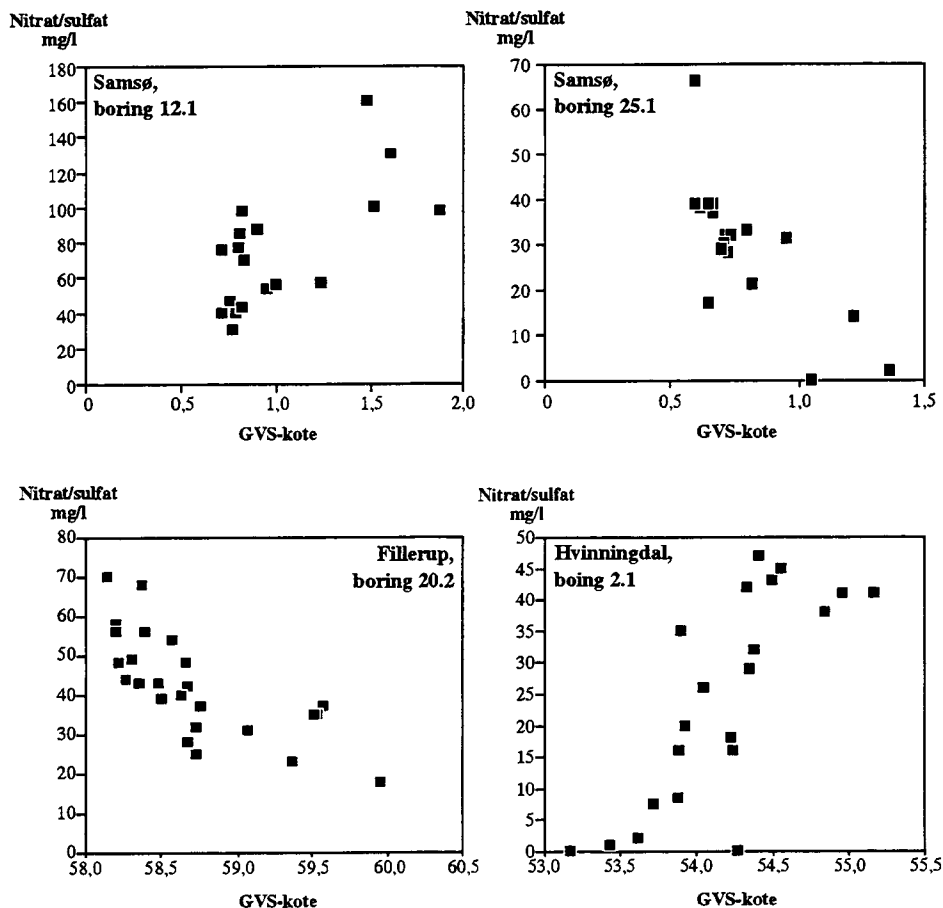 Nitrat/sulfat
mg/l
Samsø,
boring 12.1
180
160
140
120
100
80
60
40
20
0
0 0,5 1,0 1,5 2,0
GVS-kote
Nitrat/sulfat
mg/l
Samsø,
boring 25.1
70
60
50
40
30
20
10
0
0 0,5 1,0 1,5
GVS-kote
Nitrat/sulfat
mg/l
Fillerup,
boring 20.2
80
70
60
50
40
30
20
10
0
58,0 58,5 59,0 59,5 60,0 60,5
GVS-kote
Nitrat/sulfat
mg/l
Hvinningdal,
boing 2.1
50
45
40
35
30
25
20
15
10
5
0
53,0 53,5 54,0 54,5 55,0 55,5
GVS-kote